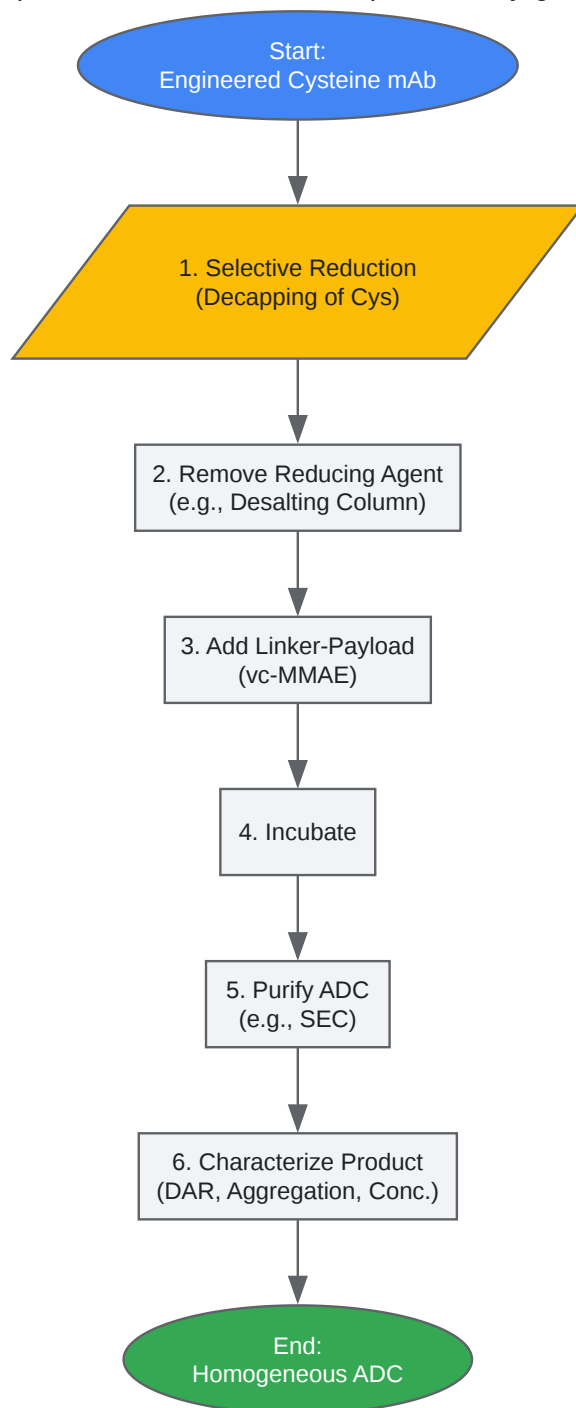 Start:
Engineered Cysteine mAb
1. Selective Reduction
(Decapping of Cys)
2. Remove Reducing Agent
(e.g., Desalting Column)
3. Add Linker-Payload
(vc-MMAE)
4. Incubate
5. Purify ADC
(e.g., SEC)
6. Characterize Product
(DAR, Aggregation, Conc.)
End:
Homogeneous ADC